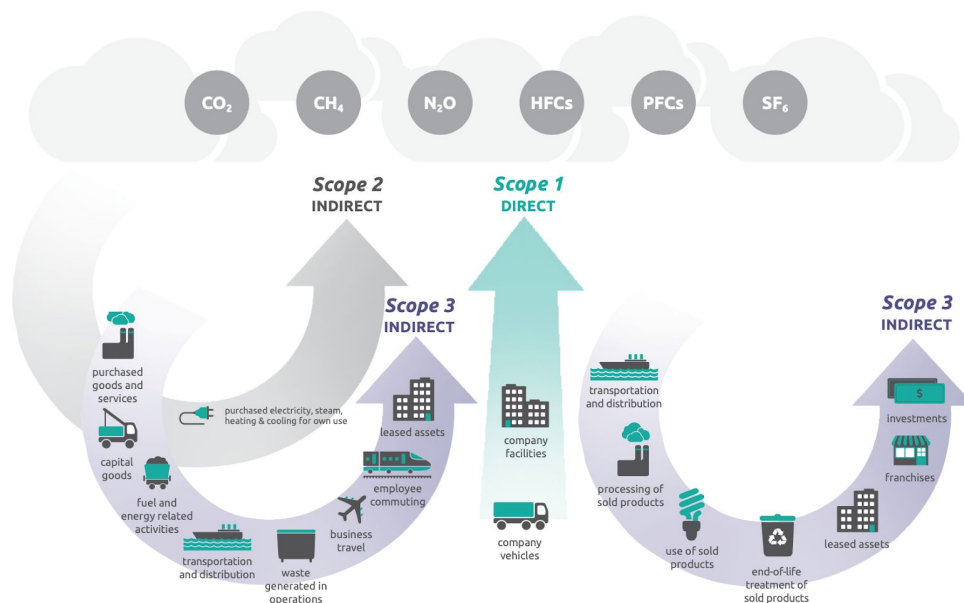 CO₂ CH₄ N₂O HFCs PFCs SF₆
Scope 2
INDIRECT
Scope 1
DIRECT
Scope 3
INDIRECT
Scope 3
INDIRECT
purchased
goods and
services
capital
goods
fuel and
energy related
activities
transportation
and distribution
waste
generated in
operations
business
travel
employee
commuting
leased assets
purchased electricity, steam,
heating & cooling for own use
company
facilities
company
vehicles
transportation
and distribution
processing of
sold products
use of sold
products
end-of-life
treatment of
sold products
leased assets
franchises
$
investments